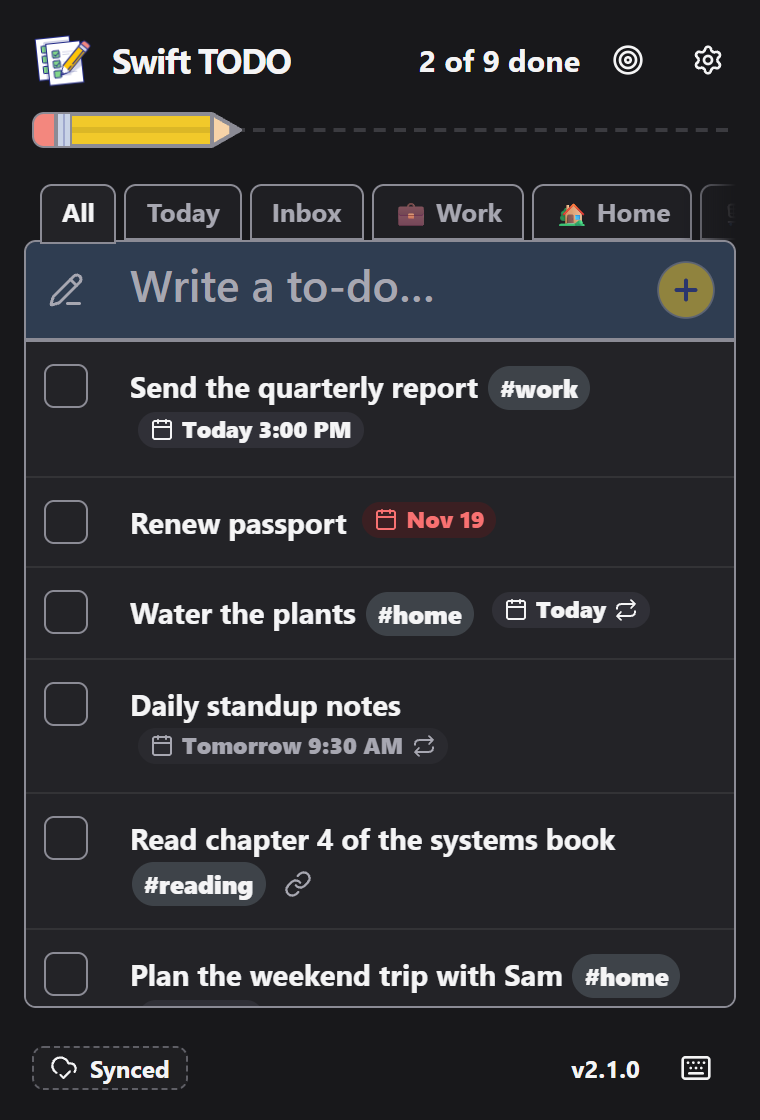 Swift TODO
2 of 9 done
All Today Inbox Work Home
Write a to-do...
Send the quarterly report #work
Today 3:00 PM
Renew passport Nov 19
Water the plants #home Today
Daily standup notes
Tomorrow 9:30 AM
Read chapter 4 of the systems book
#reading
Plan the weekend trip with Sam #home
Synced
v2.1.0